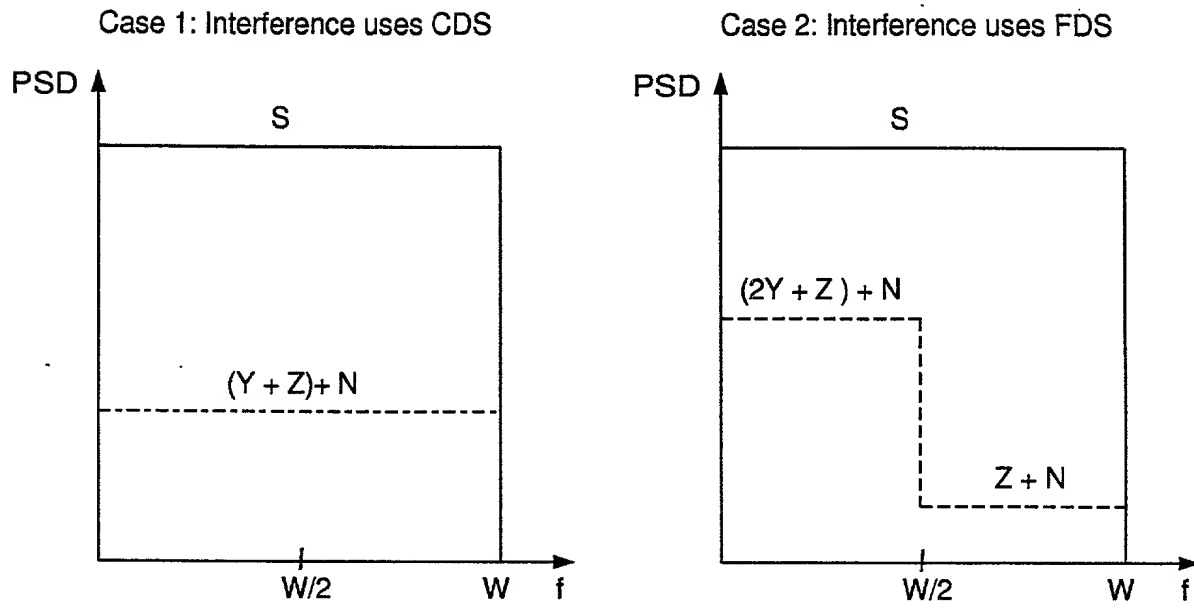 Case 1: Interference uses CDS
PSD
S
(Y + Z)+ N
W/2
W
f
Case 2: Interference uses FDS
PSD
S
(2Y + Z ) + N
Z + N
W/2
W
f